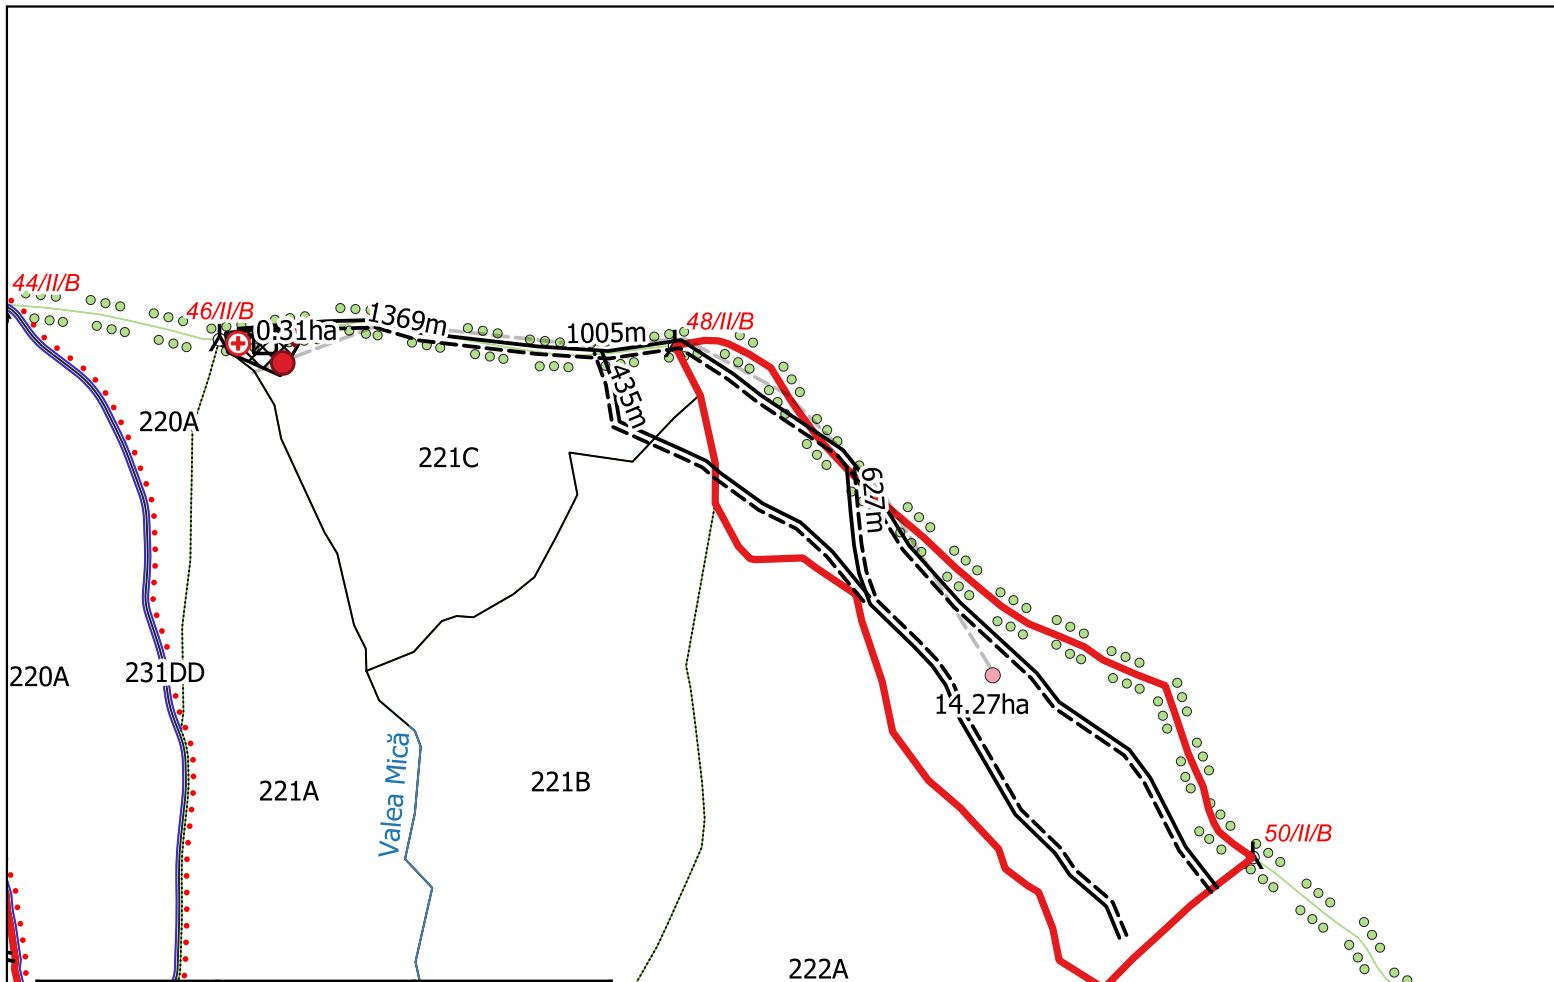 44/II/B
46/II/B
0.31ha
1369m
1005m
48/II/B
435m
220A
221C
627m
220A
231DD
14.27ha
221A
Valea Mică
221B
50/II/B
222A